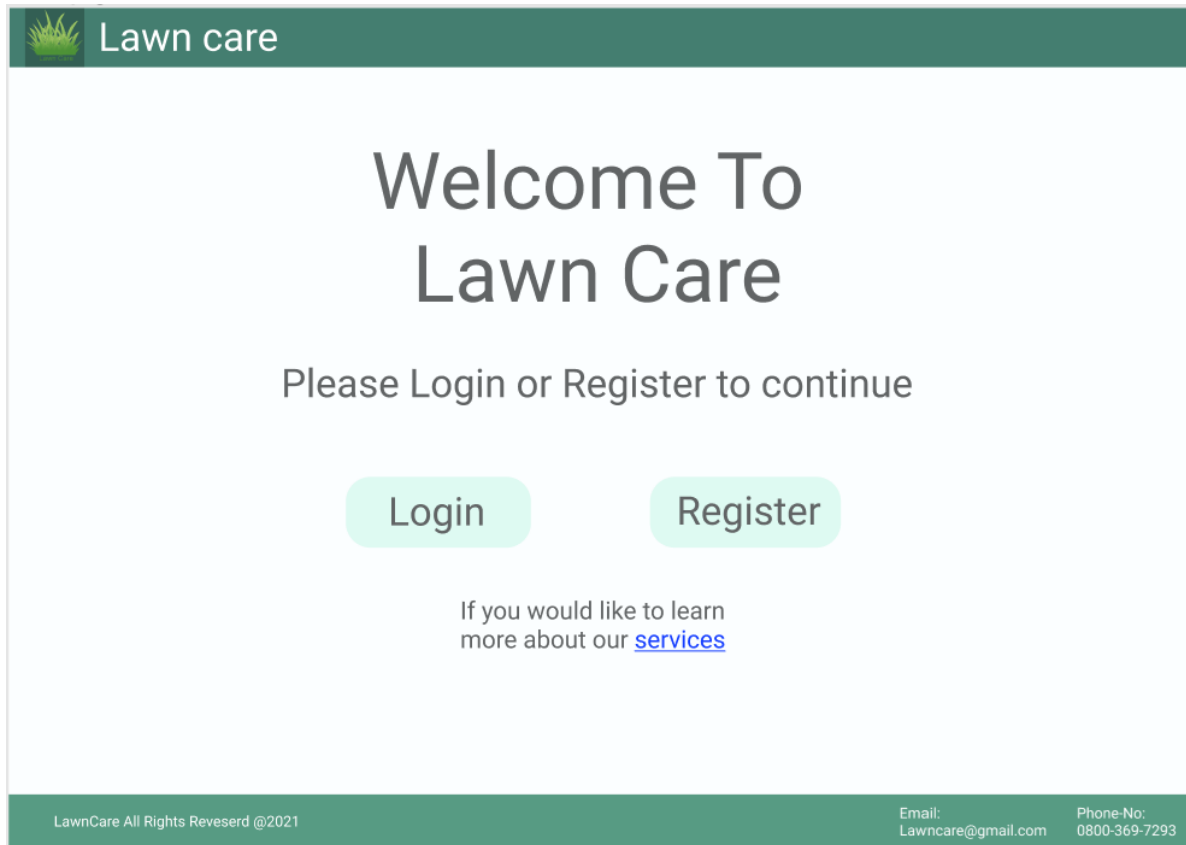 Lawn care
Welcome To
Lawn Care
Please Login or Register to continue
Login
Register
If you would like to learn
more about our services
LawnCare All Rights Reveserd @2021
Email:
Lawncare@gmail.com
Phone-No:
0800-369-7293